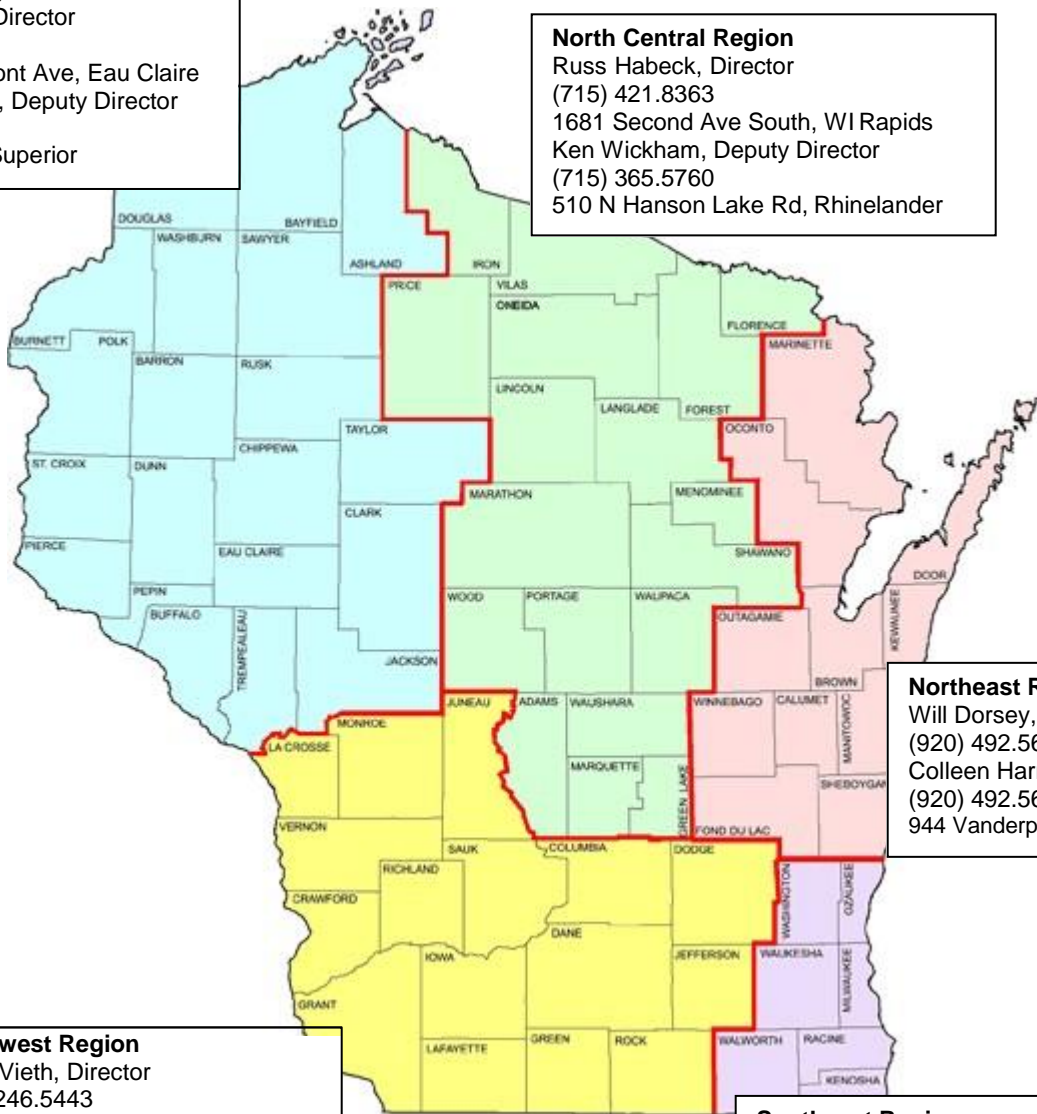 Director
Ave, Eau Claire
, Deputy Director
Superior
North Central Region
Russ Habeck, Director
(715) 421.8363
1681 Second Ave South, WI Rapids
Ken Wickham, Deputy Director
(715) 365.5760
510 N Hanson Lake Rd, Rhinelander
DOUGLAS
BAYFIELD
WASHBURN
SAWYER
ASHLAND
IRON
PRICE
VILAS
ONEIDA
FLORENCE
BURNETT
POLK
MARINETTE
BARRON
RUSK
LINCOLN
LANGLADE
FOREST
TAYLOR
OCONTO
CHIPPEWA
ST. CROIX
DUNN
MARATHON
MENOMINEE
CLARK
PIERCE
EAU CLAIRE
SHAWANO
DOOR
PEPIN
WOOD
PORTAGE
WAUPACA
KEWAUNEE
BUFFALO
OUTAGAMIE
TREMPEALEAU
JACKSON
BROWN
JUNEAU
ADAMS
WAUSHARA
WINNEBAGO
CALUMET
MANITOWOC
MONROE
LA CROSSE
MARQUETTE
GREEN LAKE
SHEBOYGAN
Northeast R
Will Dorsey,
(920) 492.56
Colleen Har
(920) 492.56
944 Vanderp
VERNON
FOND DU LAC
SAUK
COLUMBIA
DODGE
RICHLAND
WASHINGTON
OZAUKEE
CRAWFORD
DANE
IOWA
JEFFERSON
WAUKESHA
MILWAUKEE
GRANT
LAFAYETTE
GREEN
ROCK
WALWORTH
RACINE
KENOSHA
west Region
Vieth, Director
246.5443